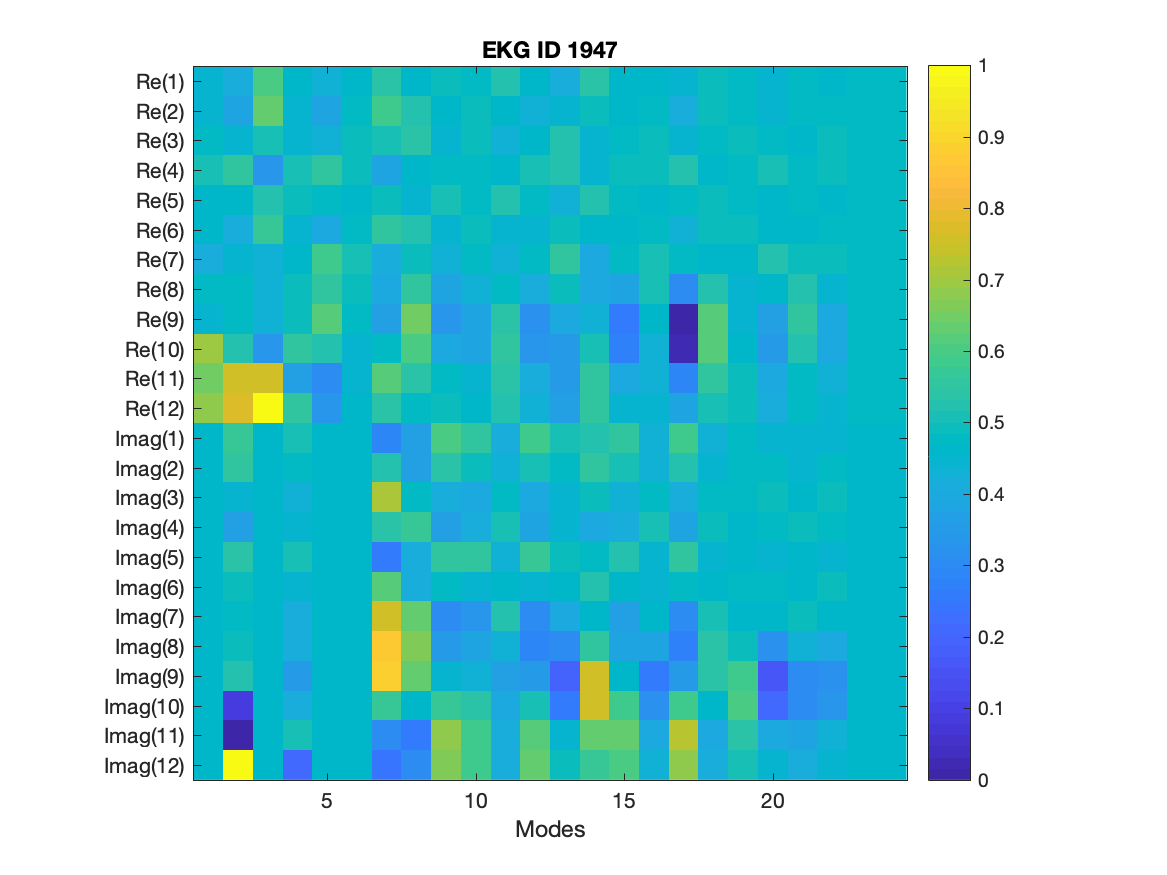 EKG ID 1947
Re(1)
Re(2)
Re(3)
Re(4)
Re(5)
Re(6)
Re(7)
Re(8)
Re(9)
Re(10)
Re(11)
Re(12)
Imag(1)
Imag(2)
Imag(3)
Imag(4)
Imag(5)
Imag(6)
Imag(7)
Imag(8)
Imag(9)
Imag(10)
Imag(11)
Imag(12)
5 10 15 20
Modes
1
0.9
0.8
0.7
0.6
0.5
0.4
0.3
0.2
0.1
0